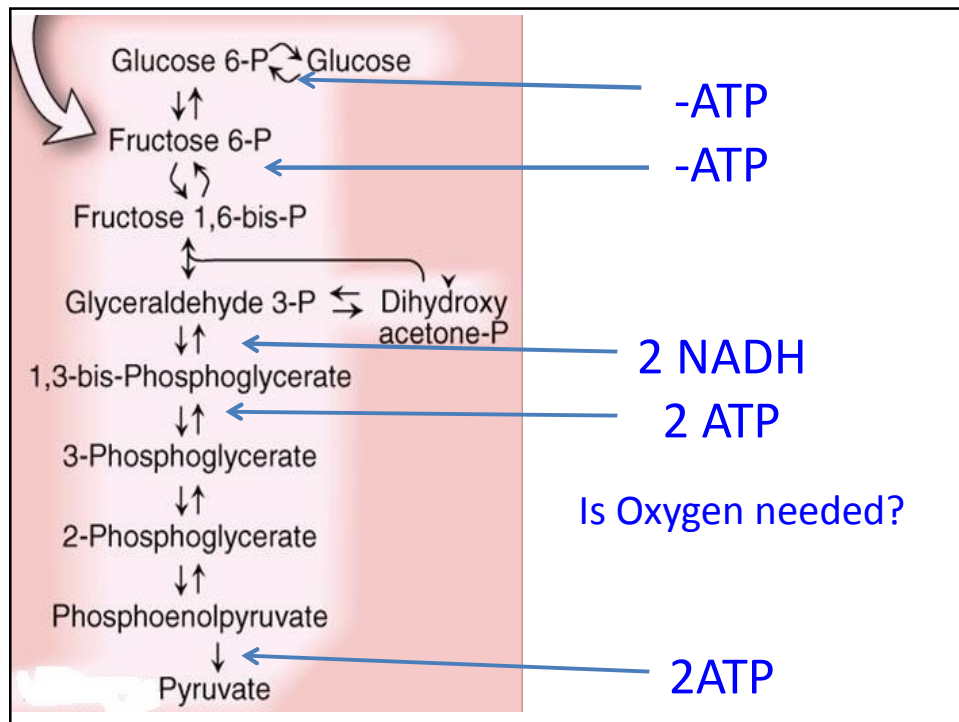 Glucose 6-P Glucose
-ATP
Fructose 6-P
-ATP
Fructose 1,6-bis-P
Glyceraldehyde 3-P Dihydroxy
acetone-P
2 NADH
1,3-bis-Phosphoglycerate
2 ATP
3-Phosphoglycerate
Is Oxygen needed?
2-Phosphoglycerate
Phosphoenolpyruvate
2ATP
Pyruvate